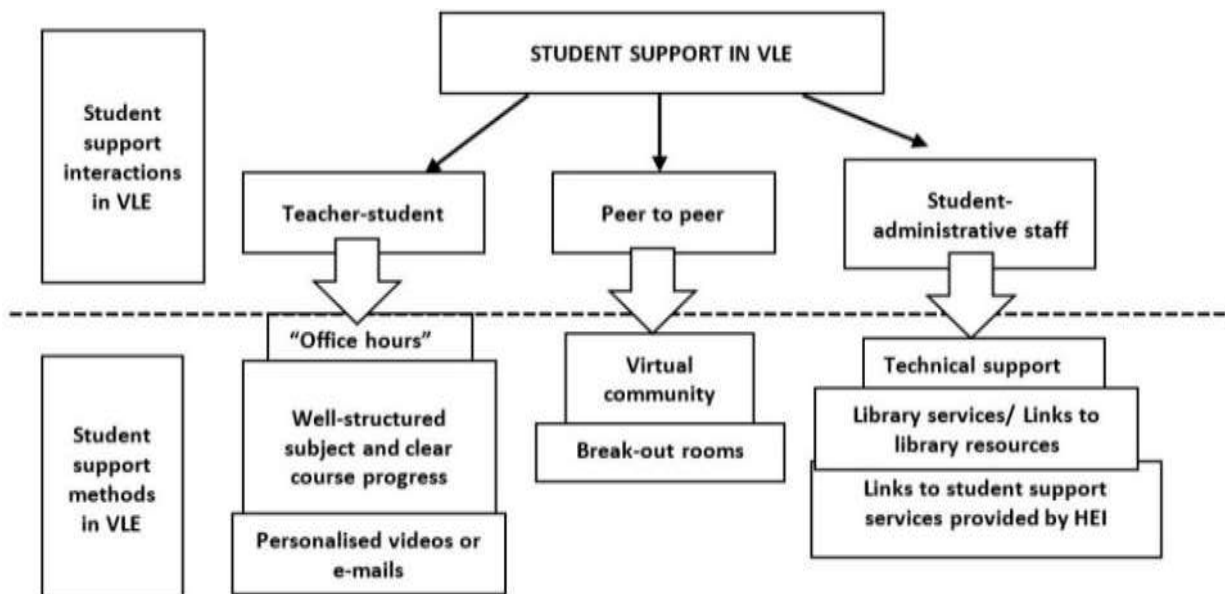 STUDENT SUPPORT IN VLE
Student
support
interactions
in VLE
Teacher-student
Peer to peer
Student-
administrative staff
“Office hours”
Well-structured
subject and clear
course progress
Personalised videos or
e-mails
Virtual
community
Break-out rooms
Technical support
Library services/ Links to
library resources
Links to student support
services provided by HEI
Student
support
methods
in VLE